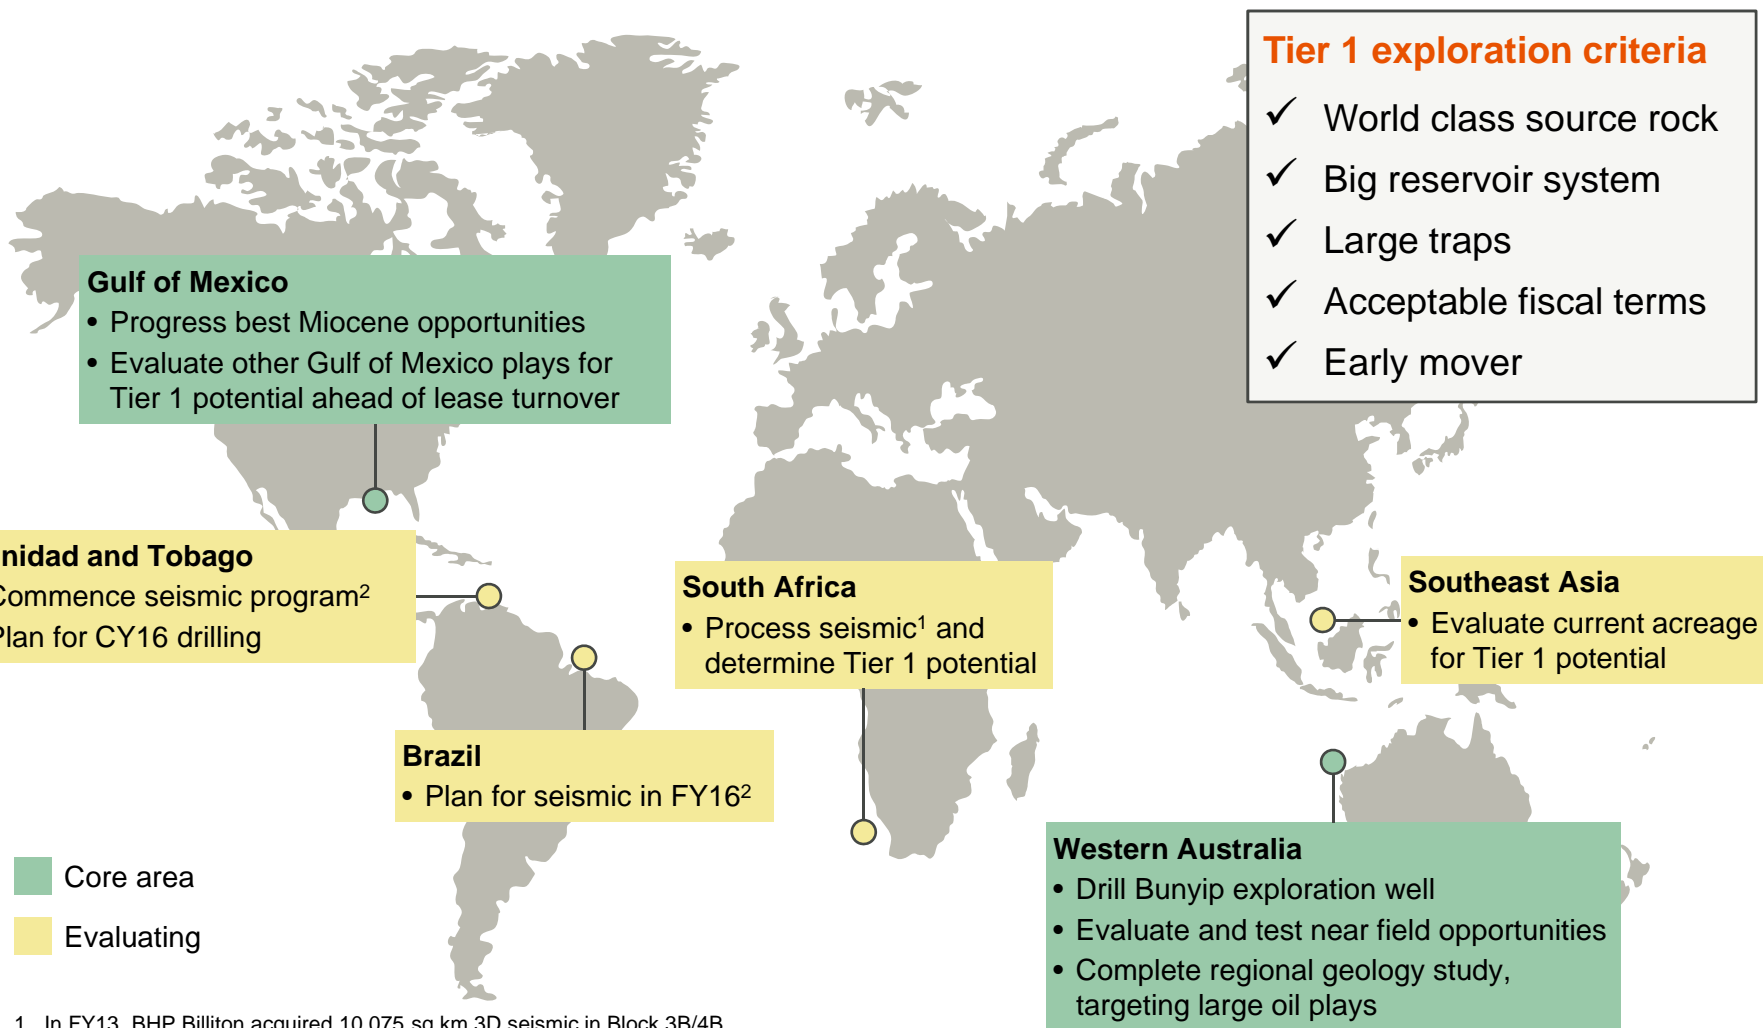 Tier 1 exploration criteria
✓ World class source rock
✓ Big reservoir system
✓ Large traps
✓ Acceptable fiscal terms
✓ Early mover
Gulf of Mexico
• Progress best Miocene opportunities
• Evaluate other Gulf of Mexico plays for
Tier 1 potential ahead of lease turnover
nidad and Tobago
Commence seismic program2
Plan for CY16 drilling
South Africa
• Process seismic1 and
determine Tier 1 potential
Southeast Asia
• Evaluate current acreage
for Tier 1 potential
Brazil
• Plan for seismic in FY162
Western Australia
• Drill Bunyip exploration well
• Evaluate and test near field opportunities
• Complete regional geology study,
targeting large oil plays
Core area
Evaluating
1. In FY13, BHP Billiton acquired 10,075 sq km 3D seismic in Block 3B/4B